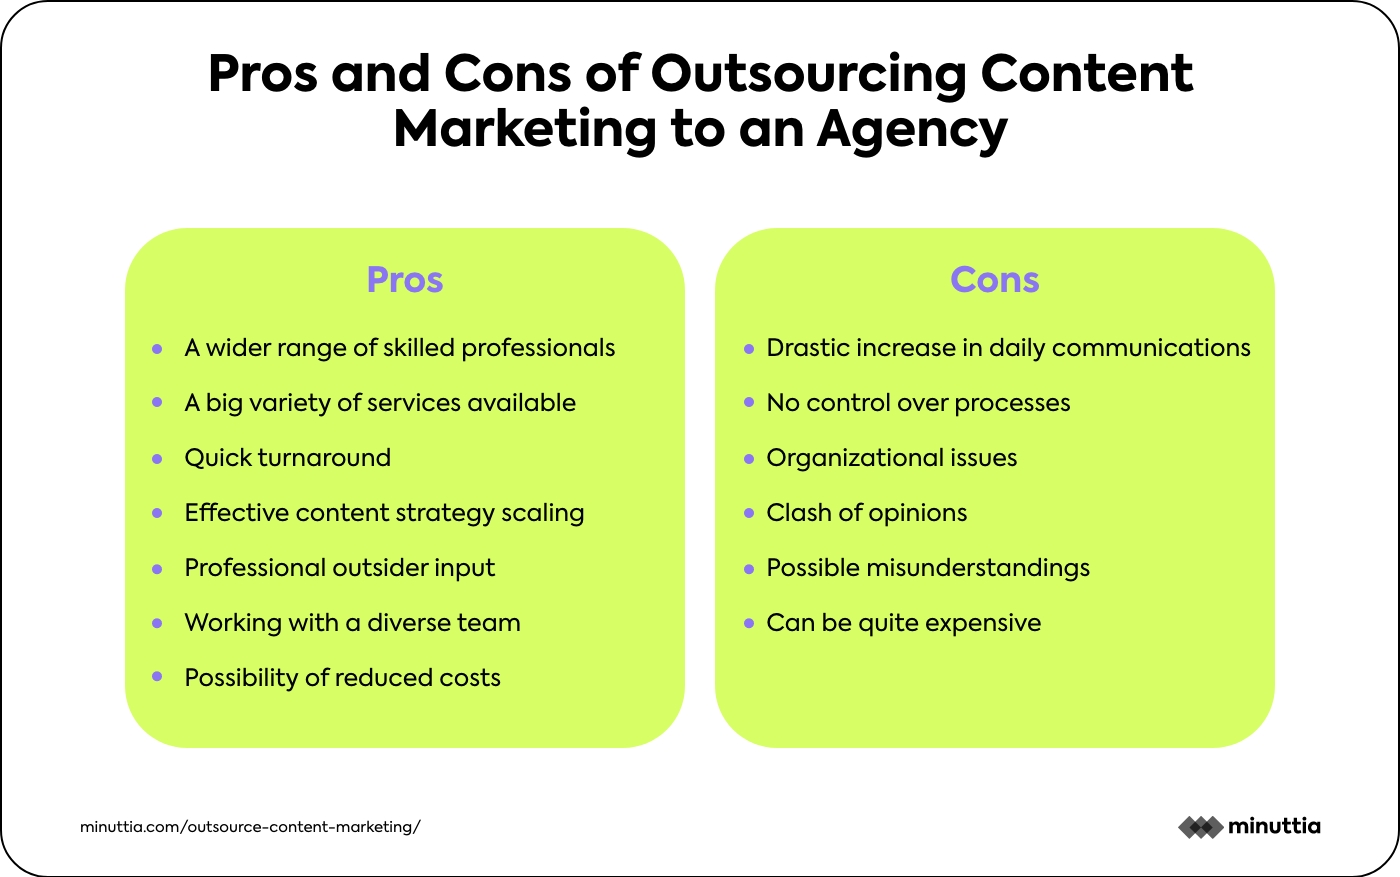 Pros and Cons of Outsourcing Content
Marketing to an Agency
Pros
A wider range of skilled professionals
A big variety of services available
Quick turnaround
Effective content strategy scaling
Professional outsider input
Working with a diverse team
Possibility of reduced costs
Cons
Drastic increase in daily communications
No control over processes
Organizational issues
Clash of opinions
Possible misunderstandings
Can be quite expensive
minuttia.com/outsource-content-marketing/
minuttia